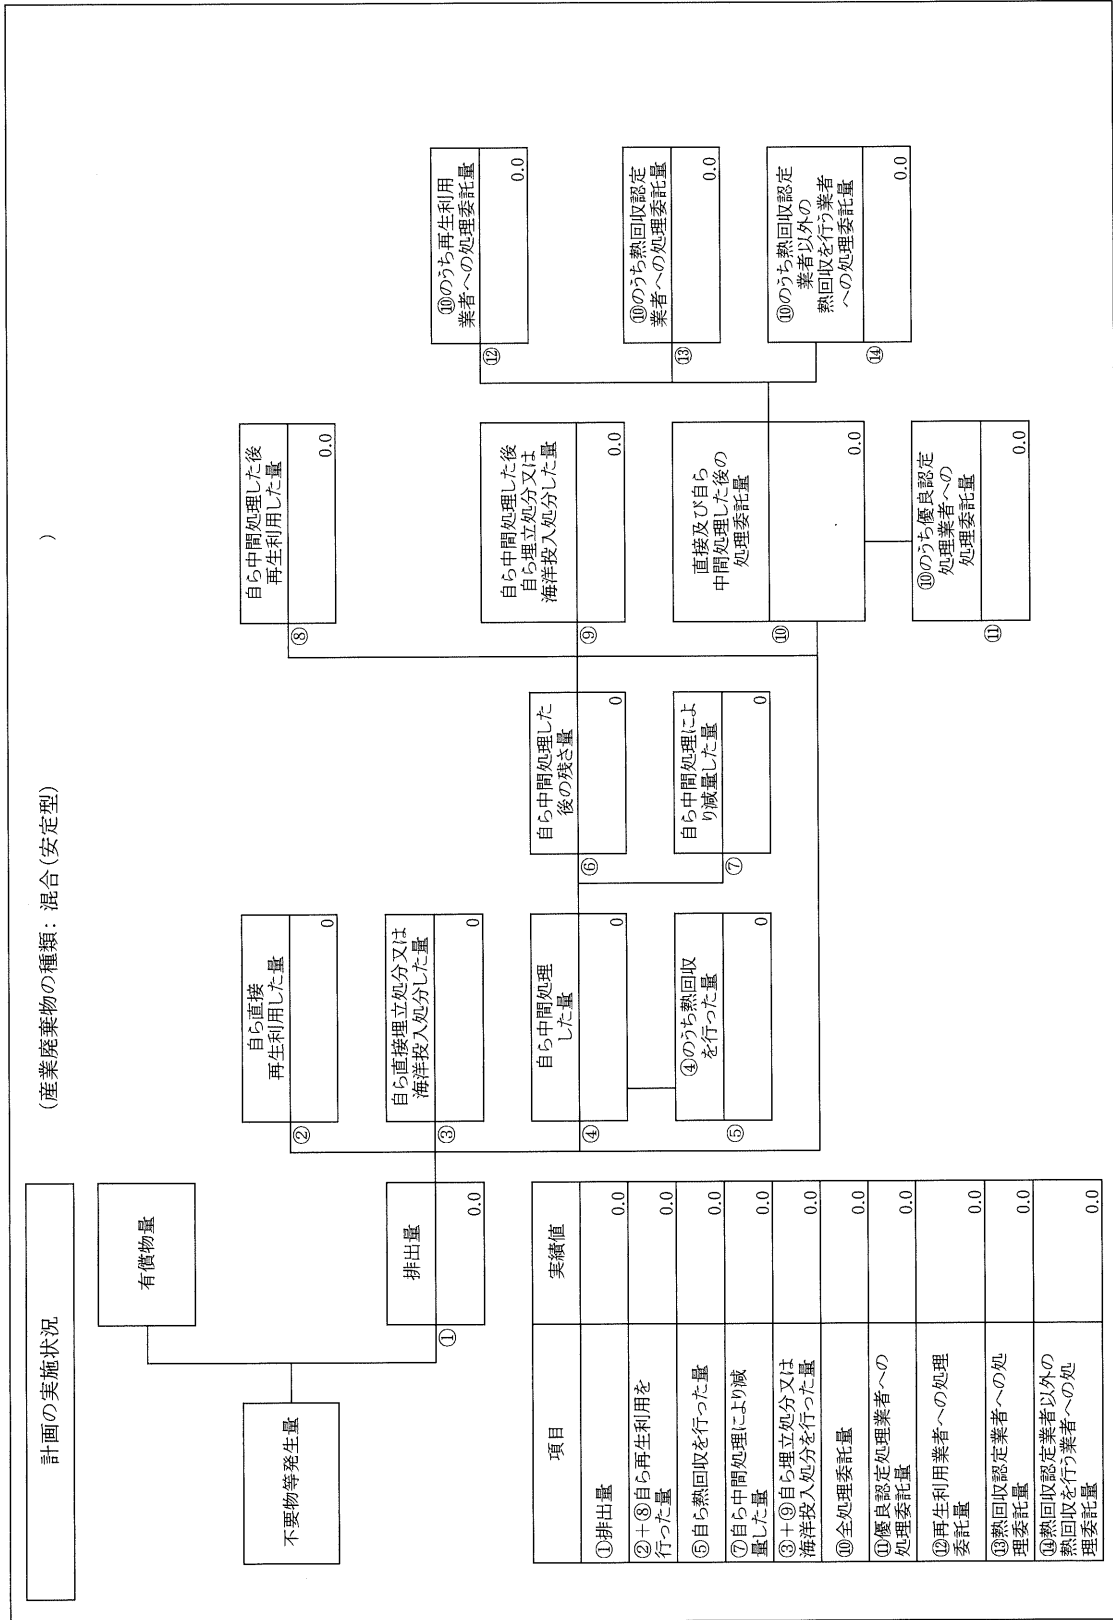 計画の実施状況
(産業廃棄物の種類：混合(安定型)　　　)
不要物等発生量
有償物量
①
排出量
0.0
②
自ら直接
再生利用した量
0
③
自ら直接埋立処分又は
海洋投入処分した量
0
④
自ら中間処理
した量
0
⑤
④のうち熱回収
を行った量
0
⑥
自ら中間処理した
後の残さ量
0
⑦
自ら中間処理によ
り減量した量
0
⑧
自ら中間処理した後
再生利用した量
0.0
⑨
自ら中間処理した後
自ら埋立処分又は
海洋投入処分した量
0.0
⑩
直接及び自ら
中間処理した後の
処理委託量
0.0
⑪
⑩のうち優良認定
処理業者への
処理委託量
0.0
⑫
⑩のうち再生利用
業者への処理委託量
0.0
⑬
⑩のうち熱回収認定
業者への処理委託量
0.0
⑭
⑩のうち熱回収認定
業者以外の
熱回収を行う業者
への処理委託量
0.0
項目 実績値
①排出量 0.0
②＋⑧自ら再生利用を
行った量 0.0
⑤自ら熱回収を行った量 0.0
⑦自ら中間処理により減
量した量 0.0
③＋⑨自ら埋立処分又は
海洋投入処分を行った量 0.0
⑩全処理委託量 0.0
⑪優良認定処理業者への
処理委託量 0.0
⑫再生利用業者への処理
委託量 0.0
⑬熱回収認定業者への処
理委託量 0.0
⑭熱回収認定業者以外の
熱回収を行う業者への処
理委託量 0.0